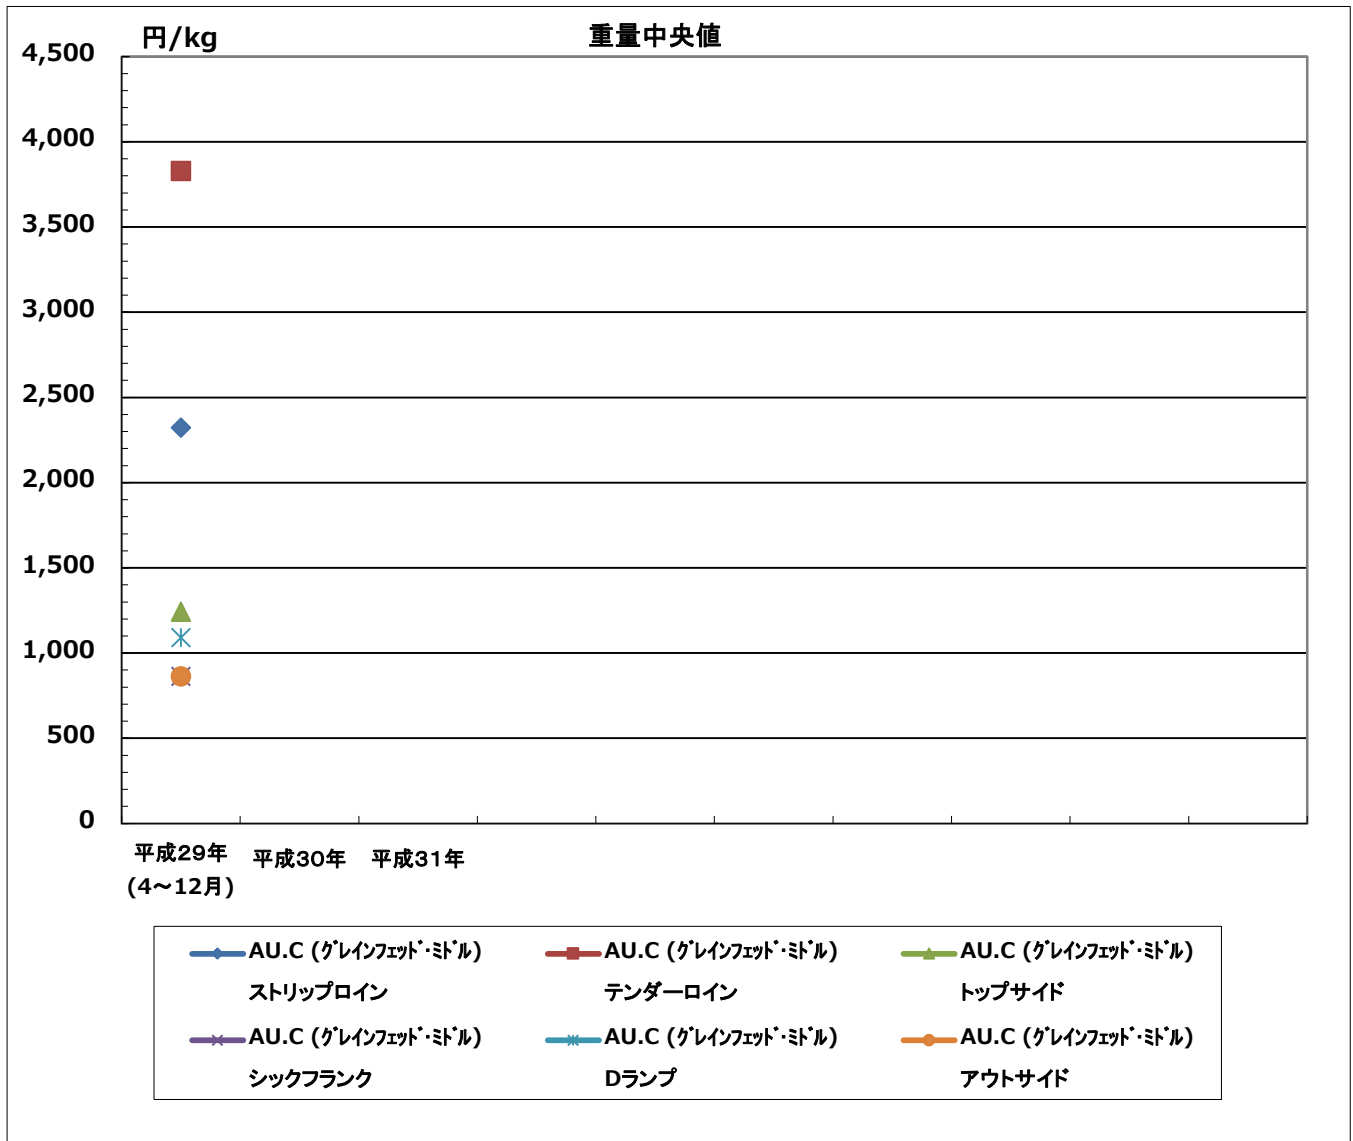 円/kg
重量中央値
4,500
4,000
3,500
3,000
2,500
2,000
1,500
1,000
500
0
平成29年
(4～12月)
平成30年
平成31年
AU.C (ｸﾞﾚｲﾝﾌｪｯﾄﾞ･ﾐﾄﾞﾙ)
ストリップロイン
AU.C (ｸﾞﾚｲﾝﾌｪｯﾄﾞ･ﾐﾄﾞﾙ)
テンダーロイン
AU.C (ｸﾞﾚｲﾝﾌｪｯﾄﾞ･ﾐﾄﾞﾙ)
トップサイド
AU.C (ｸﾞﾚｲﾝﾌｪｯﾄﾞ･ﾐﾄﾞﾙ)
シックフランク
AU.C (ｸﾞﾚｲﾝﾌｪｯﾄﾞ･ﾐﾄﾞﾙ)
Dランプ
AU.C (ｸﾞﾚｲﾝﾌｪｯﾄﾞ･ﾐﾄﾞﾙ)
アウトサイド